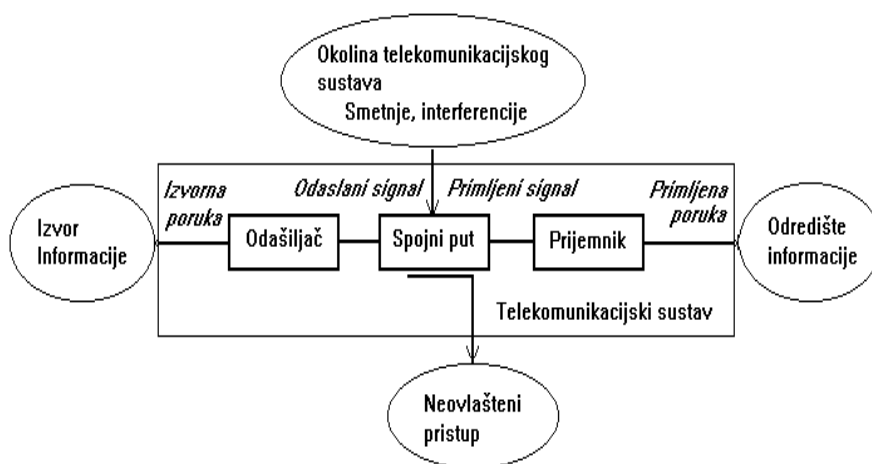 Okolina telekomunikacijskog
sustava
Smetnje, interferencije
Izvor
Informacije
Izvorna
poruka
Odaslani signal
Primljeni signal
Primljena
poruka
Odašiljač
Spojni put
Prijemnik
Odredište
informacije
Telekomunikacijski sustav
Neovlašteni
pristup